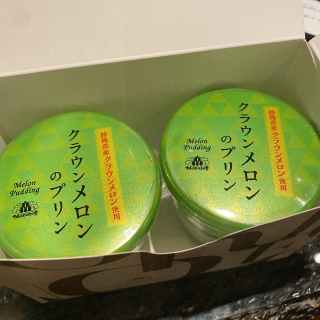 静岡県産クラウンメロン使用
クラウンメロン
のプリン
Melon
Pudding
Morozoff
静岡県産クラウンメロン使用
クラウンメロン
のプリン
Melon
Pudding
Morozoff